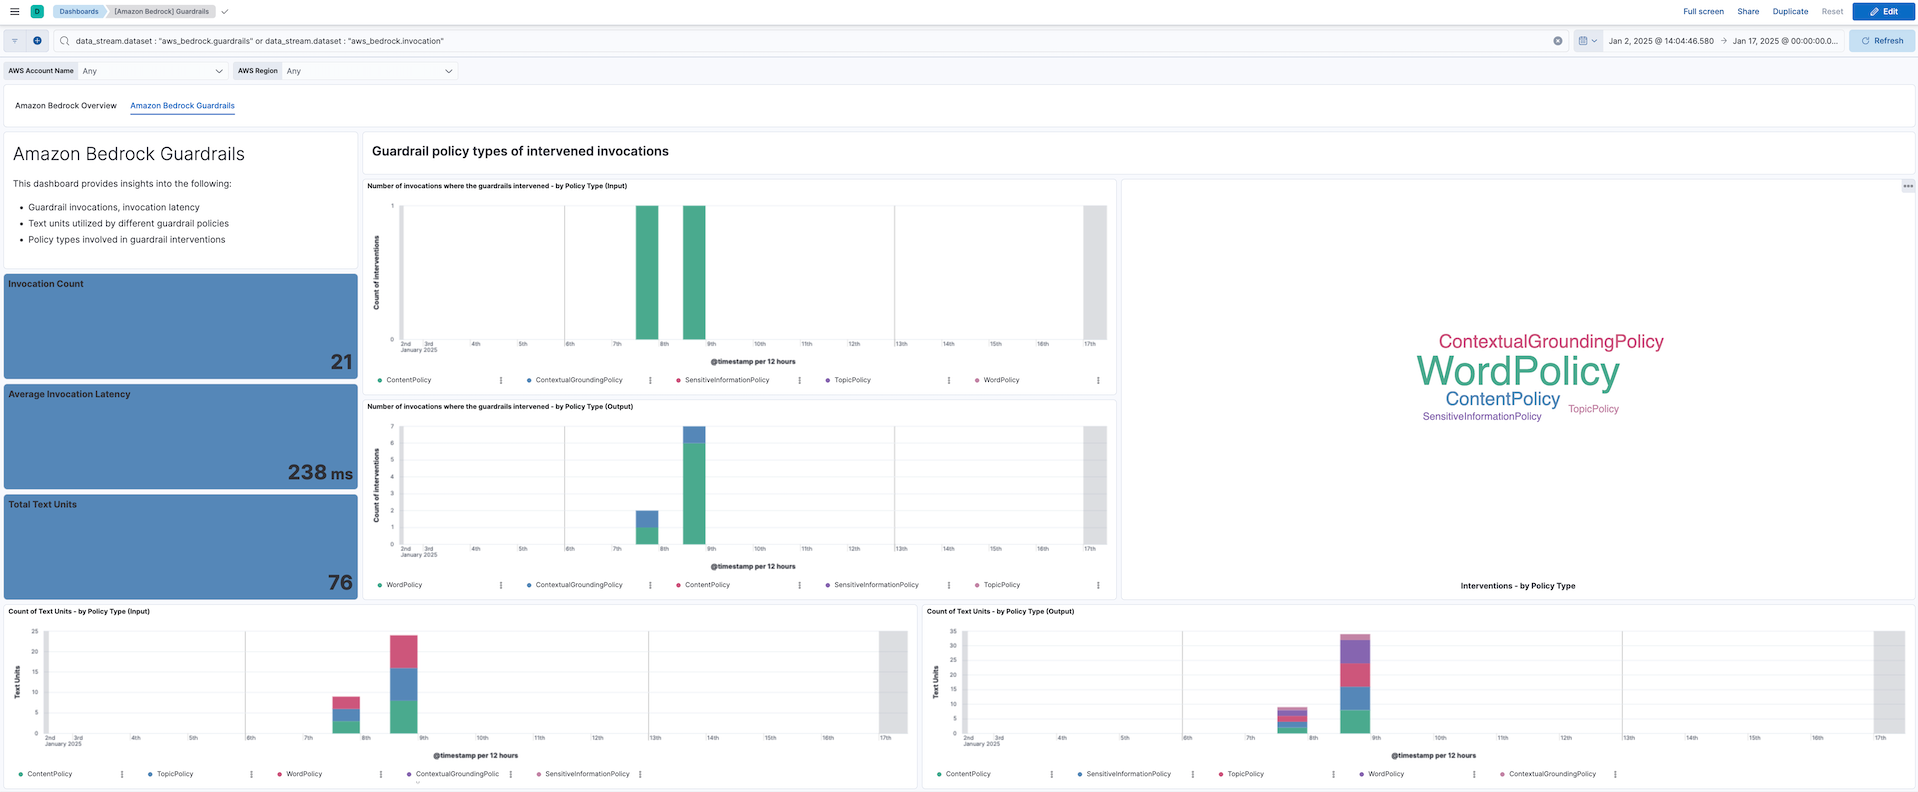 D Dashboards [Amazon Bedrock] Guardrails Full screen Share Duplicate Reset Edit
data_stream.dataset : "aws_bedrock.guardrails" or data_stream.dataset : "aws_bedrock.invocation" Jan 2, 2025 @ 14:04:46.580 → Jan 17, 2025 @ 00:00:00.0... Refresh
AWS Account Name Any AWS Region Any
Amazon Bedrock Overview Amazon Bedrock Guardrails
Amazon Bedrock Guardrails
This dashboard provides insights into the following:
• Guardrail invocations, invocation latency
• Text units utilized by different guardrail policies
• Policy types involved in guardrail interventions
Invocation Count
21
Average Invocation Latency
238 ms
Total Text Units
76
Guardrail policy types of intervened invocations
Number of invocations where the guardrails intervened - by Policy Type (Input)
Count of interventions
1
0
2nd 3rd 4th 5th 6th 7th 8th 9th 10th 11th 12th 13th 14th 15th 16th 17th
January 2025
@timestamp per 12 hours
ContentPolicy ContextualGroundingPolicy SensitiveInformationPolicy TopicPolicy WordPolicy
Number of invocations where the guardrails intervened - by Policy Type (Output)
Count of interventions
7
6
5
4
3
2
1
0
2nd 3rd 4th 5th 6th 7th 8th 9th 10th 11th 12th 13th 14th 15th 16th 17th
January 2025
@timestamp per 12 hours
WordPolicy ContextualGroundingPolicy ContentPolicy SensitiveInformationPolicy TopicPolicy
ContextualGroundingPolicy
WordPolicy
ContentPolicy
TopicPolicy
SensitiveInformationPolicy
Interventions - by Policy Type
Count of Text Units - by Policy Type (Input)
Text Units
25
20
15
10
5
0
2nd 3rd 4th 5th 6th 7th 8th 9th 10th 11th 12th 13th 14th 15th 16th 17th
January 2025
@timestamp per 12 hours
ContentPolicy TopicPolicy WordPolicy ContextualGroundingPolic SensitiveInformationPolicy
Count of Text Units - by Policy Type (Output)
Text Units
35
30
25
20
15
10
5
0
2nd 3rd 4th 5th 6th 7th 8th 9th 10th 11th 12th 13th 14th 15th 16th 17th
January 2025
@timestamp per 12 hours
ContentPolicy SensitiveInformationPolicy TopicPolicy WordPolicy ContextualGroundingPolicy